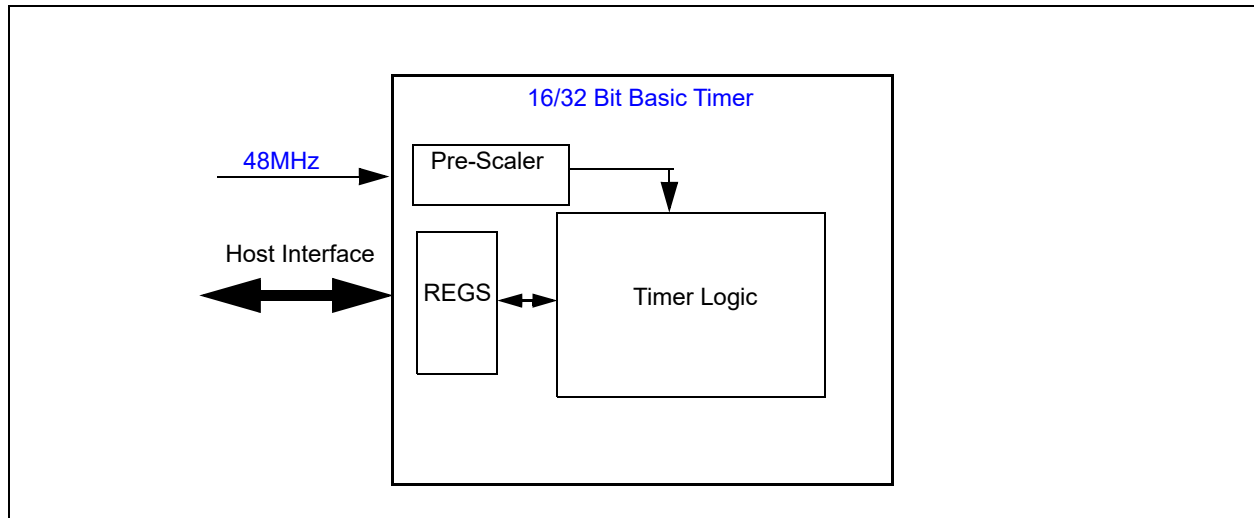 16/32 Bit Basic Timer
48MHz
Pre-Scaler
Host Interface
REGS
Timer Logic